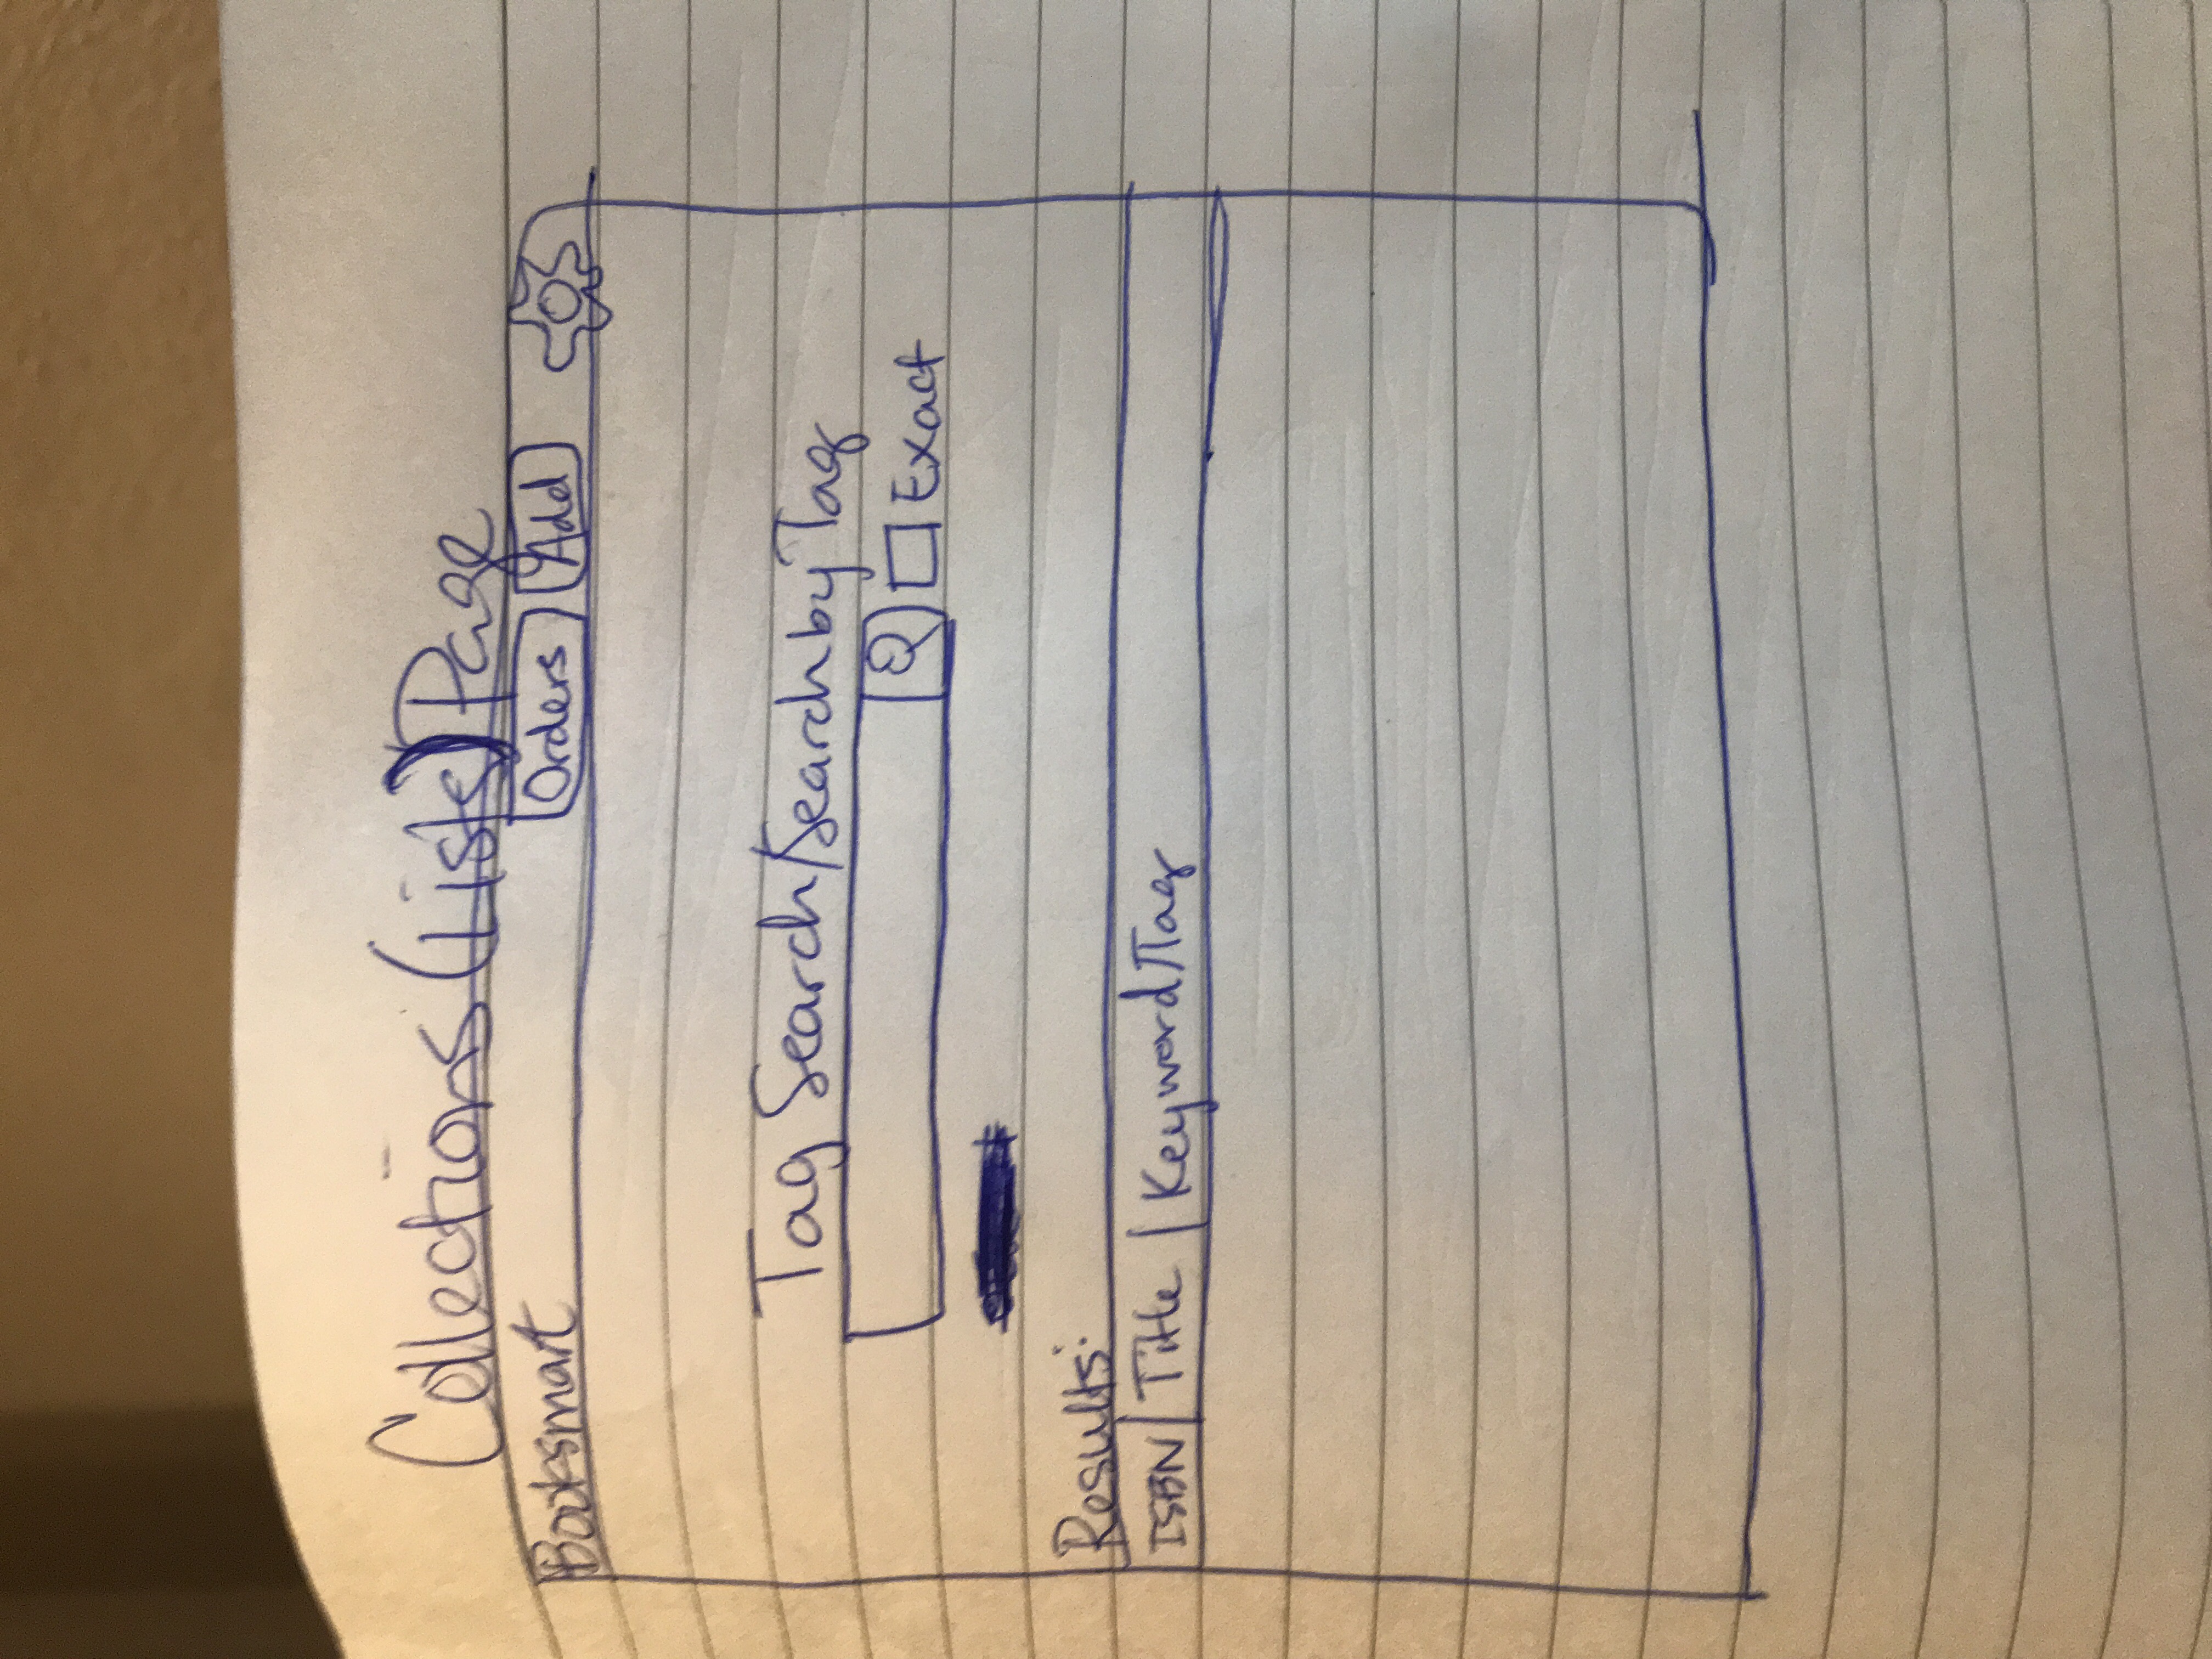 Collections (Lists) Page
Booksmart Orders Add
Tag Search/Search by Tag
Exact
Results:
ISBN | Title | Keyword/Tag